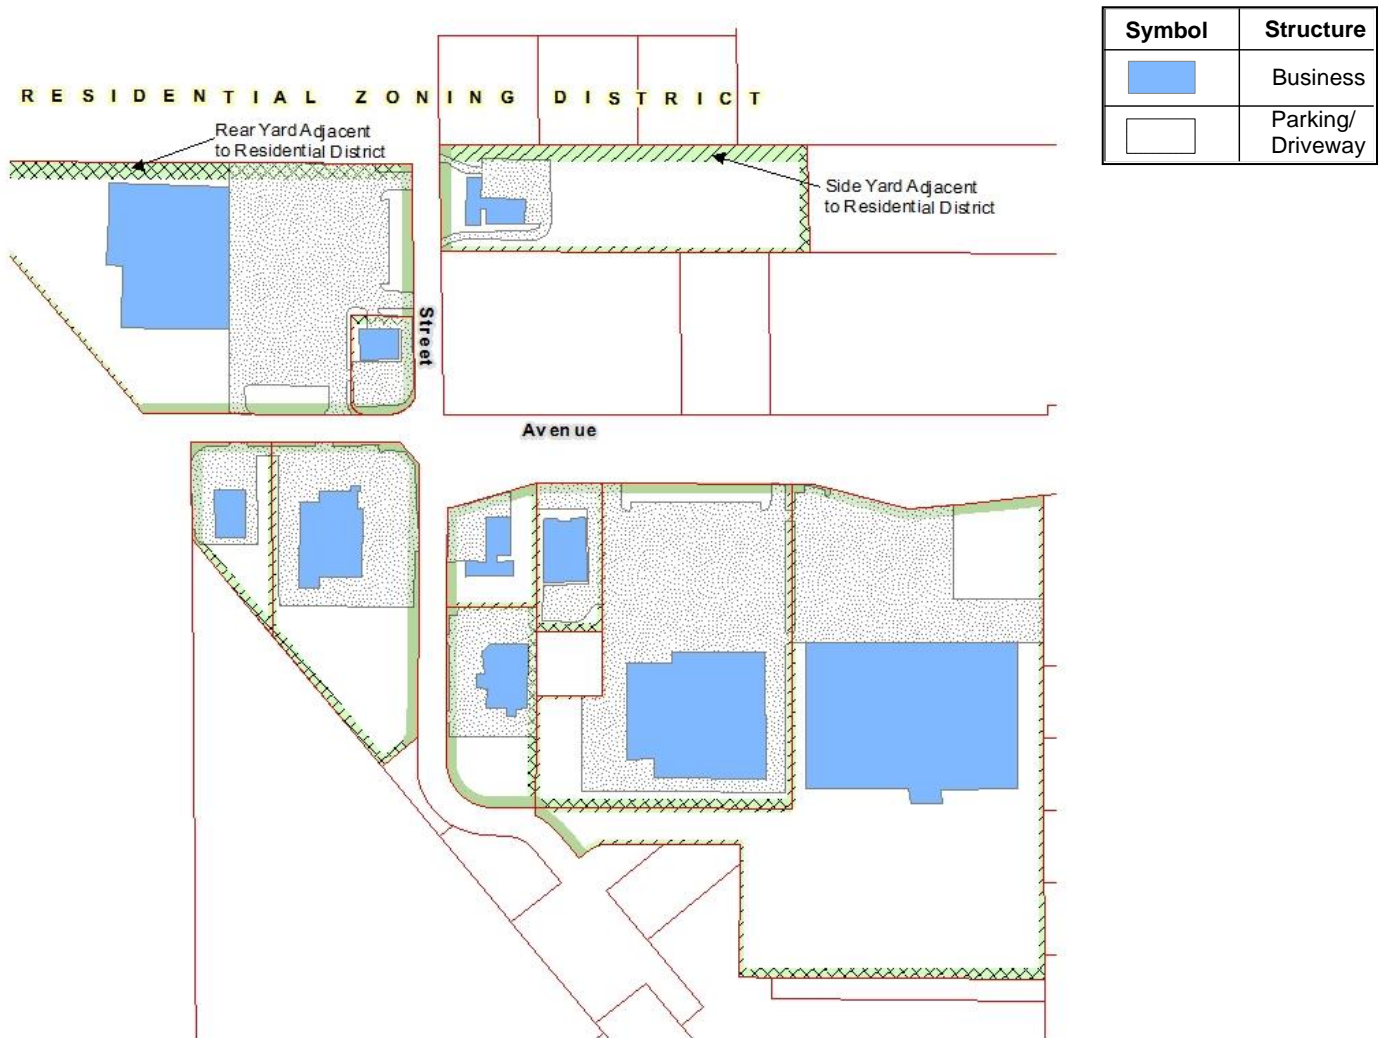 Symbol Structure
Business
Parking/
Driveway
RESIDENTIAL ZONING DISTRICT
Rear Yard Adjacent
to Residential District
Side Yard Adjacent
to Residential District
Street
Avenue